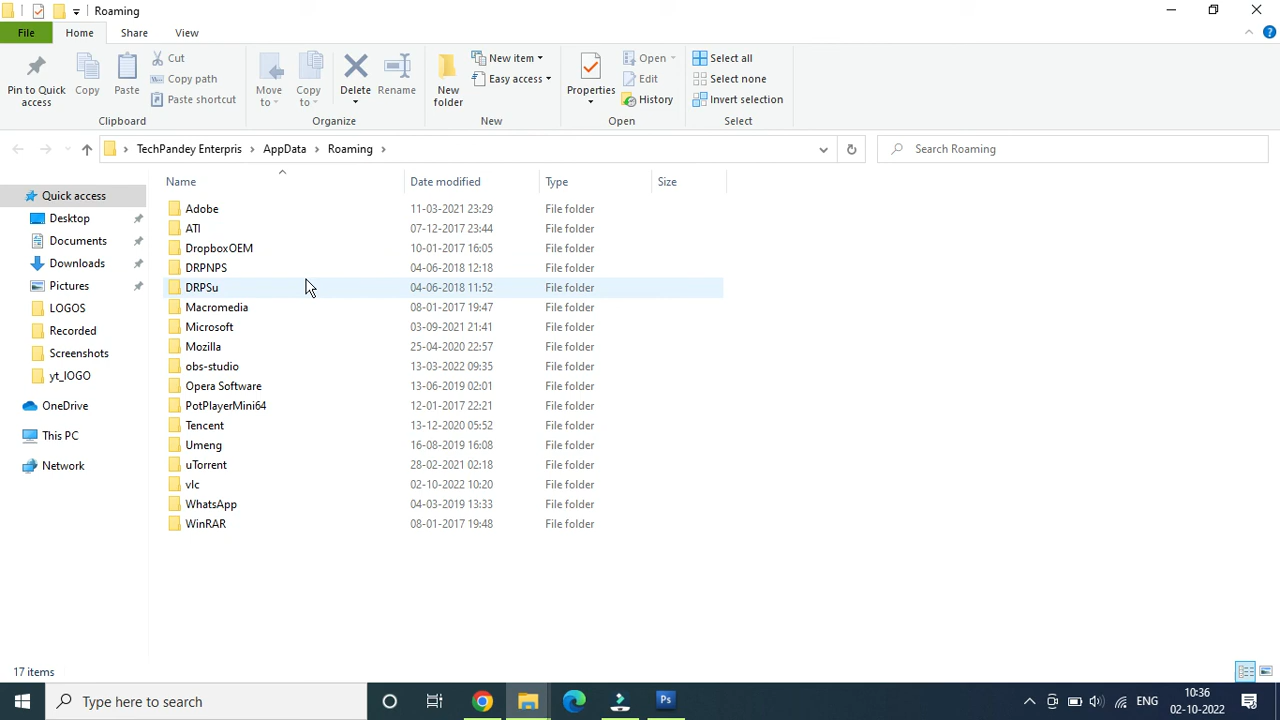 Roaming
File Home Share View
Pin to Quick access
Copy
Paste
Cut
Copy path
Paste shortcut
Clipboard
Move to
Copy to
Delete
Rename
Organize
New folder
New item
Easy access
New
Properties
Open
Edit
History
Open
Select all
Select none
Invert selection
Select
TechPandey Enterpris > AppData > Roaming >
Search Roaming
Quick access
Desktop
Documents
Downloads
Pictures
LOGOS
Recorded
Screenshots
yt_lOGO
OneDrive
This PC
Network
Name Date modified Type Size
Adobe 11-03-2021 23:29 File folder
ATI 07-12-2017 23:44 File folder
DropboxOEM 10-01-2017 16:05 File folder
DRPNPS 04-06-2018 12:18 File folder
DRPSu 04-06-2018 11:52 File folder
Macromedia 08-01-2017 19:47 File folder
Microsoft 03-09-2021 21:41 File folder
Mozilla 25-04-2020 22:57 File folder
obs-studio 13-03-2022 09:35 File folder
Opera Software 13-06-2019 02:01 File folder
PotPlayerMini64 12-01-2017 22:21 File folder
Tencent 13-12-2020 05:52 File folder
Umeng 16-08-2019 16:08 File folder
uTorrent 28-02-2021 02:18 File folder
vlc 02-10-2022 10:20 File folder
WhatsApp 04-03-2019 13:33 File folder
WinRAR 08-01-2017 19:48 File folder
17 items
Type here to search
Ps
ENG
10:36
02-10-2022